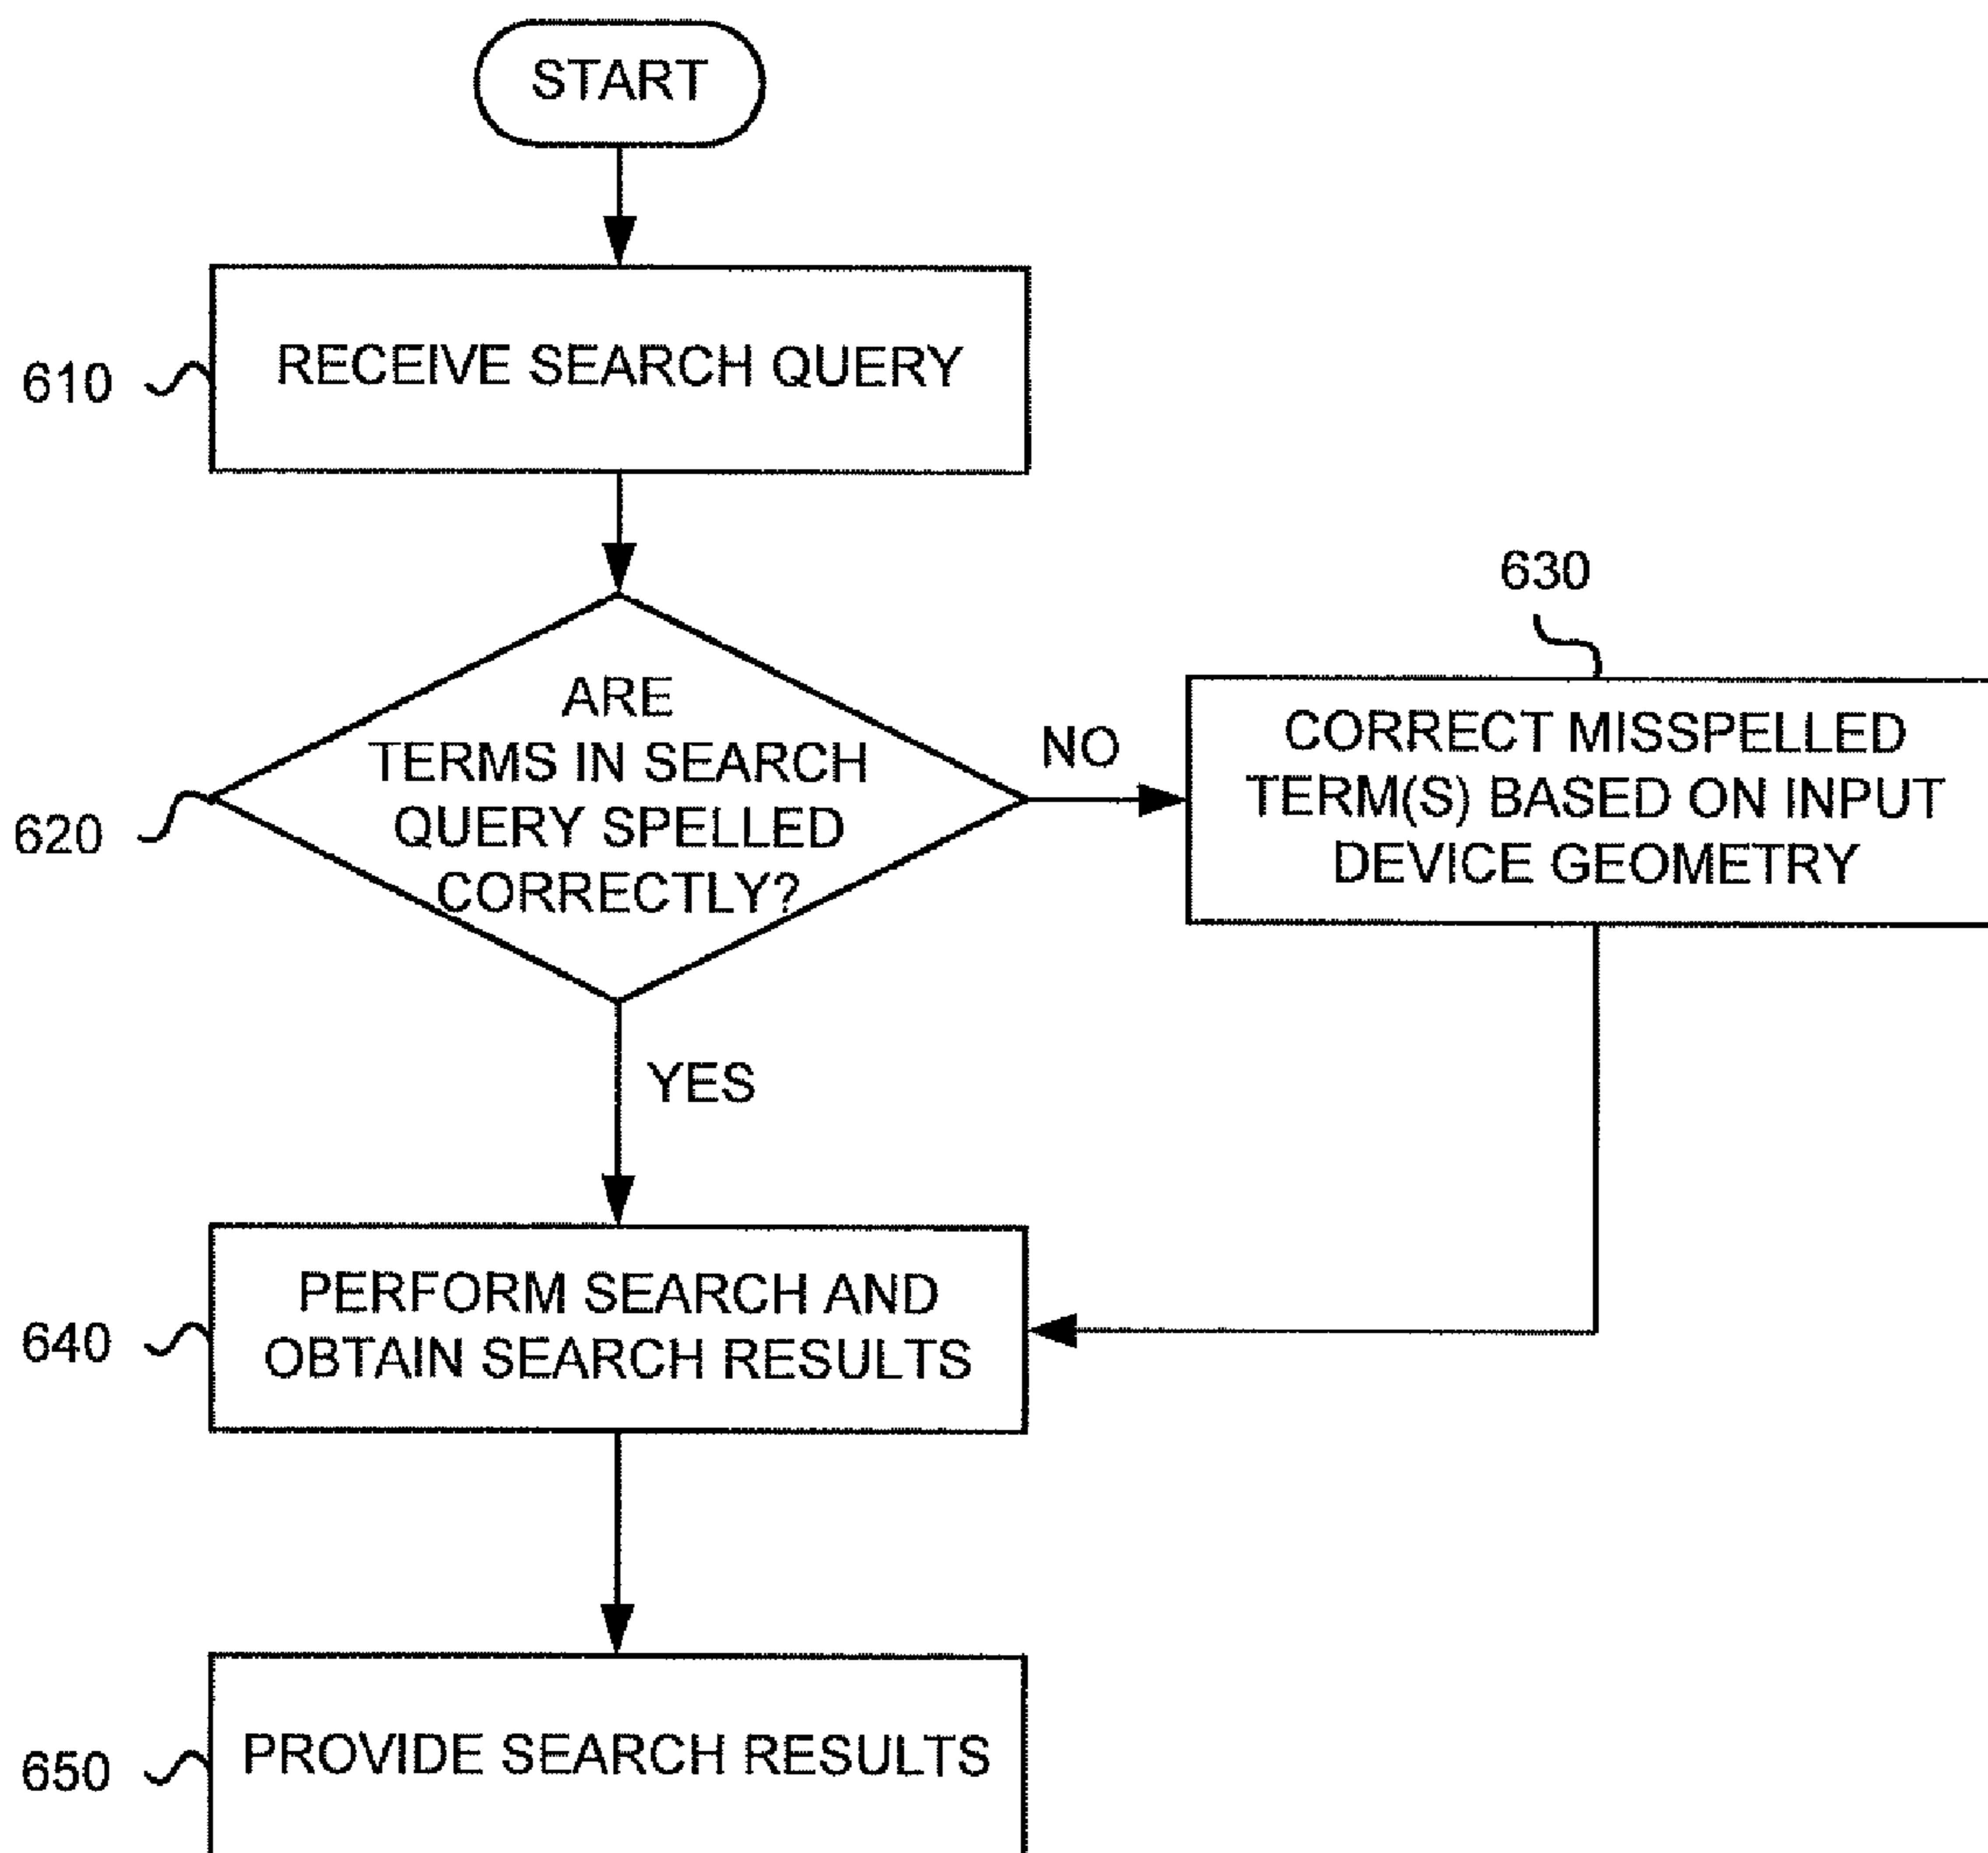 START
610
RECEIVE SEARCH QUERY
620
ARE
TERMS IN SEARCH
QUERY SPELLED
CORRECTLY?
NO
630
CORRECT MISSPELLED
TERM(S) BASED ON INPUT
DEVICE GEOMETRY
YES
640
PERFORM SEARCH AND
OBTAIN SEARCH RESULTS
650
PROVIDE SEARCH RESULTS